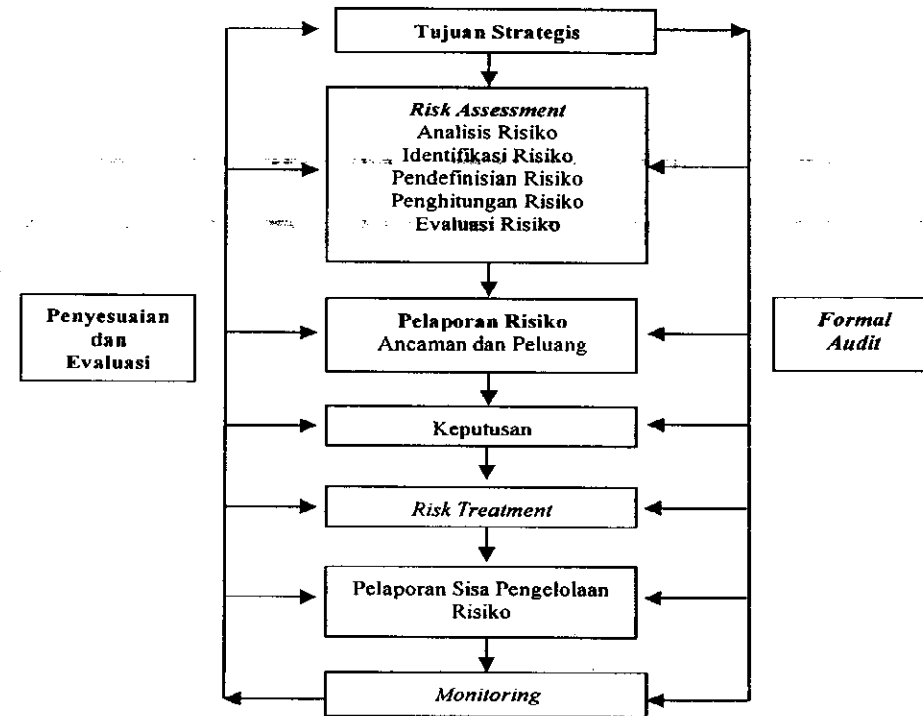 Tujuan Strategis
Risk Assessment
Analisis Risiko
Identifikasi Risiko
Pendefinisian Risiko
Penghitungan Risiko
Evaluasi Risiko
Penyesuaian
dan
Evaluasi
Pelaporan Risiko
Ancaman dan Peluang
Formal
Audit
Keputusan
Risk Treatment
Pelaporan Sisa Pengelolaan
Risiko
Monitoring